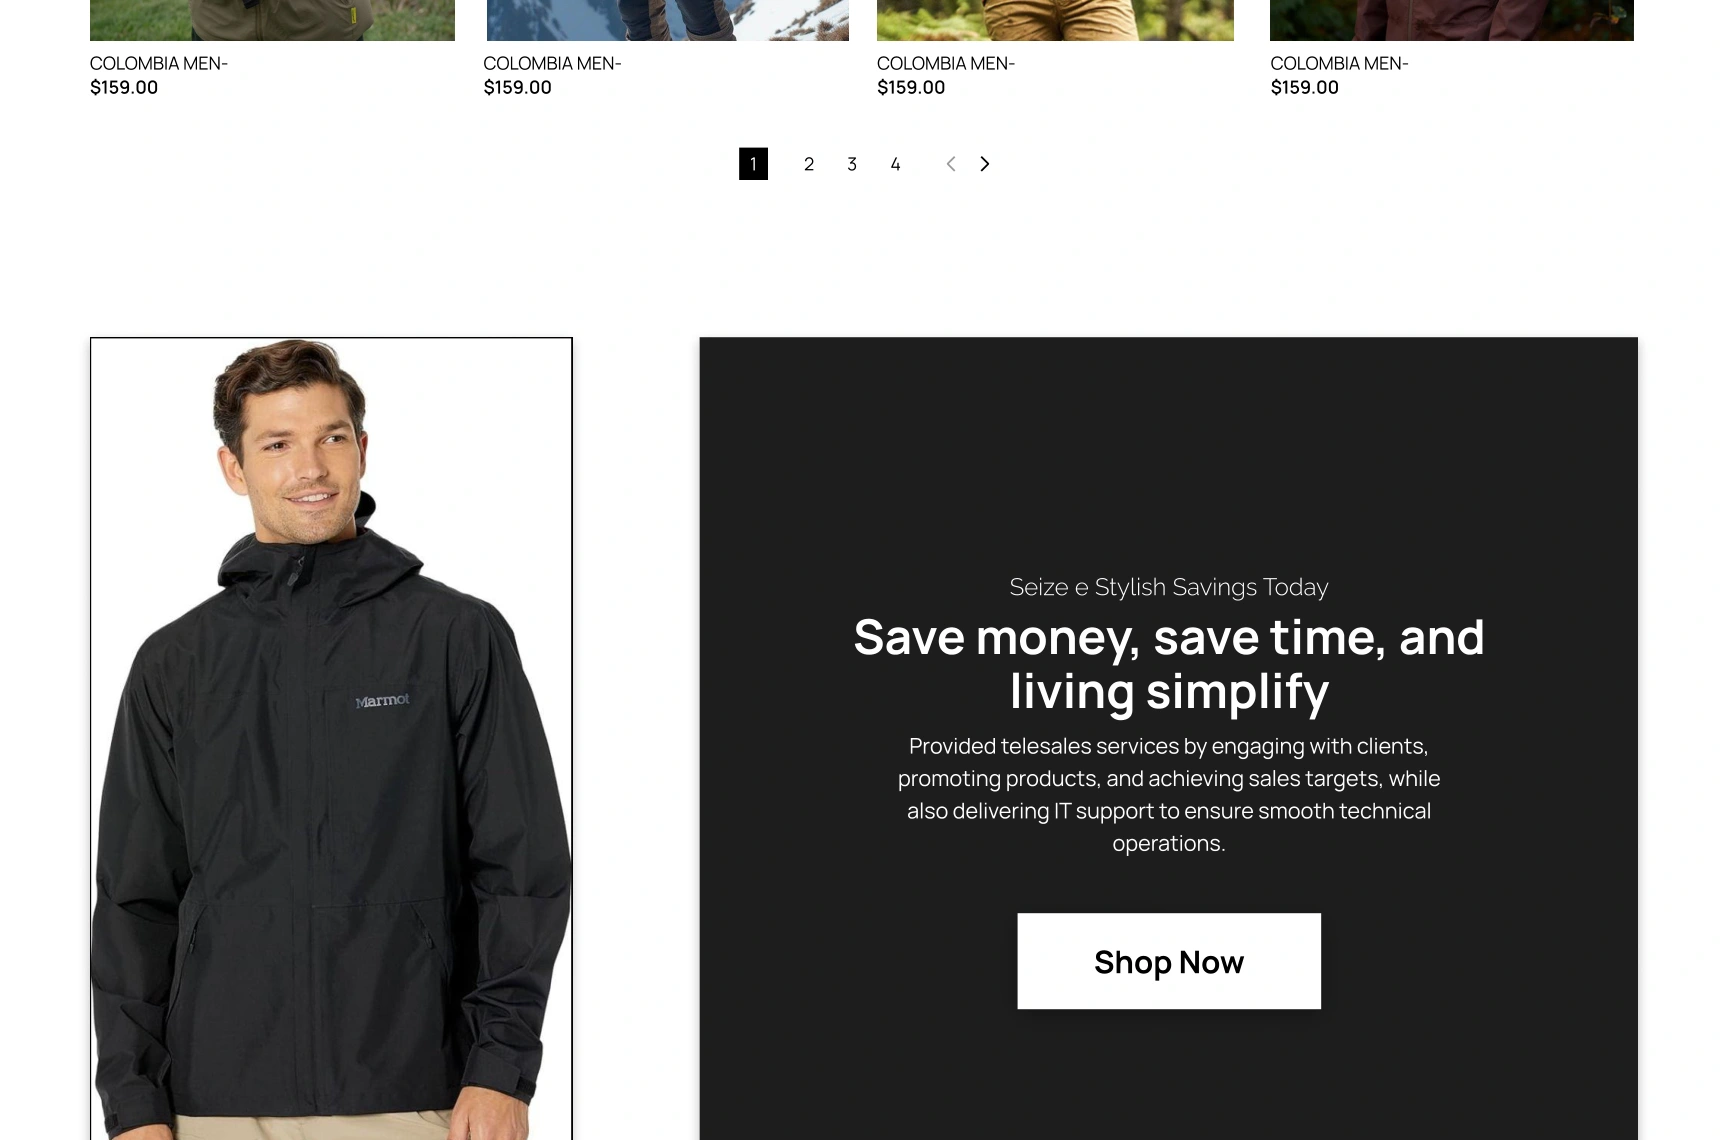 COLOMBIA MEN-
$159.00
COLOMBIA MEN-
$159.00
COLOMBIA MEN-
$159.00
COLOMBIA MEN-
$159.00
1 2 3 4
Marmot
Seize e Stylish Savings Today
Save money, save time, and
living simplify
Provided telesales services by engaging with clients,
promoting products, and achieving sales targets, while
also delivering IT support to ensure smooth technical
operations.
Shop Now